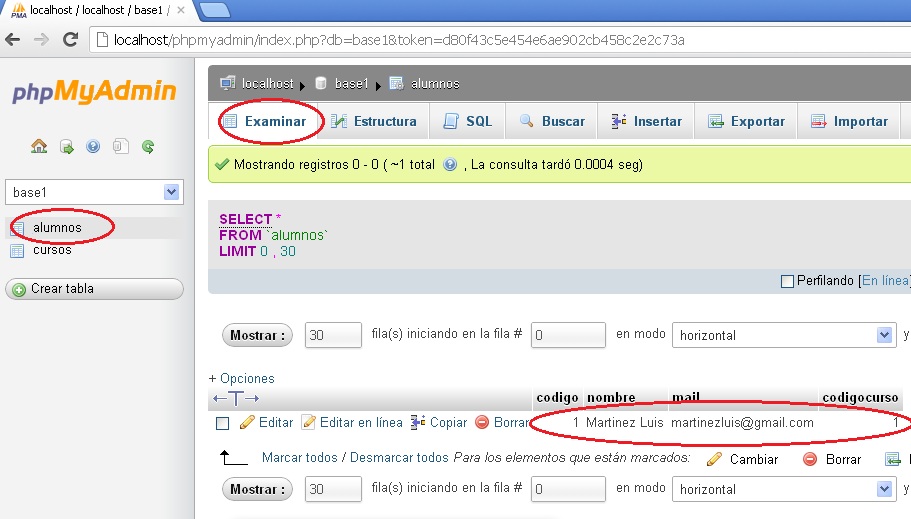 localhost / localhost / base1 /
PMA
localhost/phpmyadmin/index.php?db=base1&token=d80f43c5e454e6ae902cb458c2e2c73a
phpMyAdmin
base1
alumnos
cursos
Crear tabla
localhost base1 alumnos
Examinar Estructura SQL Buscar Insertar Exportar Importar
Mostrando registros 0 - 0 ( ~1 total , La consulta tardó 0.0004 seg)
SELECT *
FROM `alumnos`
LIMIT 0 , 30
Perfilando [En línea]
Mostrar : 30 fila(s) iniciando en la fila # 0 en modo horizontal y
+ Opciones
←T→ codigo nombre mail codigocurso
Editar Editar en línea Copiar Borrar 1 Martinez Luis martinezluis@gmail.com 1
Marcar todos / Desmarcar todos Para los elementos que están marcados: Cambiar Borrar
Mostrar : 30 fila(s) iniciando en la fila # 0 en modo horizontal y